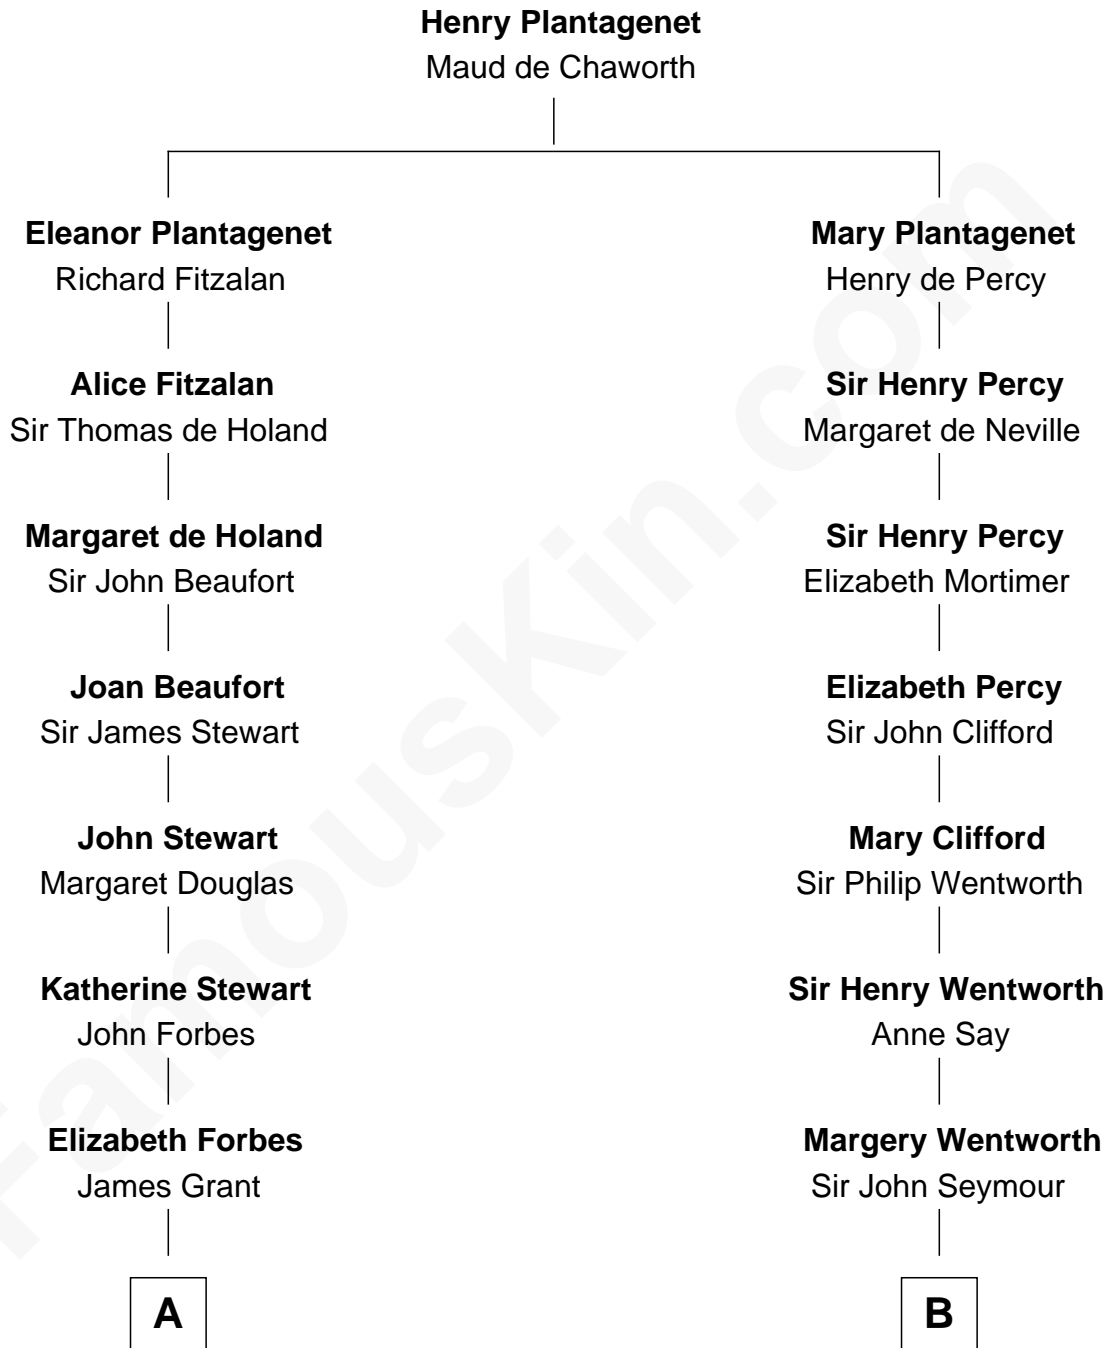 Henry Plantagenet
Maud de Chaworth
Eleanor Plantagenet
Richard Fitzalan
Alice Fitzalan
Sir Thomas de Holand
Margaret de Holand
Sir John Beaufort
Joan Beaufort
Sir James Stewart
John Stewart
Margaret Douglas
Katherine Stewart
John Forbes
Elizabeth Forbes
James Grant
A
Mary Plantagenet
Henry de Percy
Sir Henry Percy
Margaret de Neville
Sir Henry Percy
Elizabeth Mortimer
Elizabeth Percy
Sir John Clifford
Mary Clifford
Sir Philip Wentworth
Sir Henry Wentworth
Anne Say
Margery Wentworth
Sir John Seymour
B
FamousKin.com